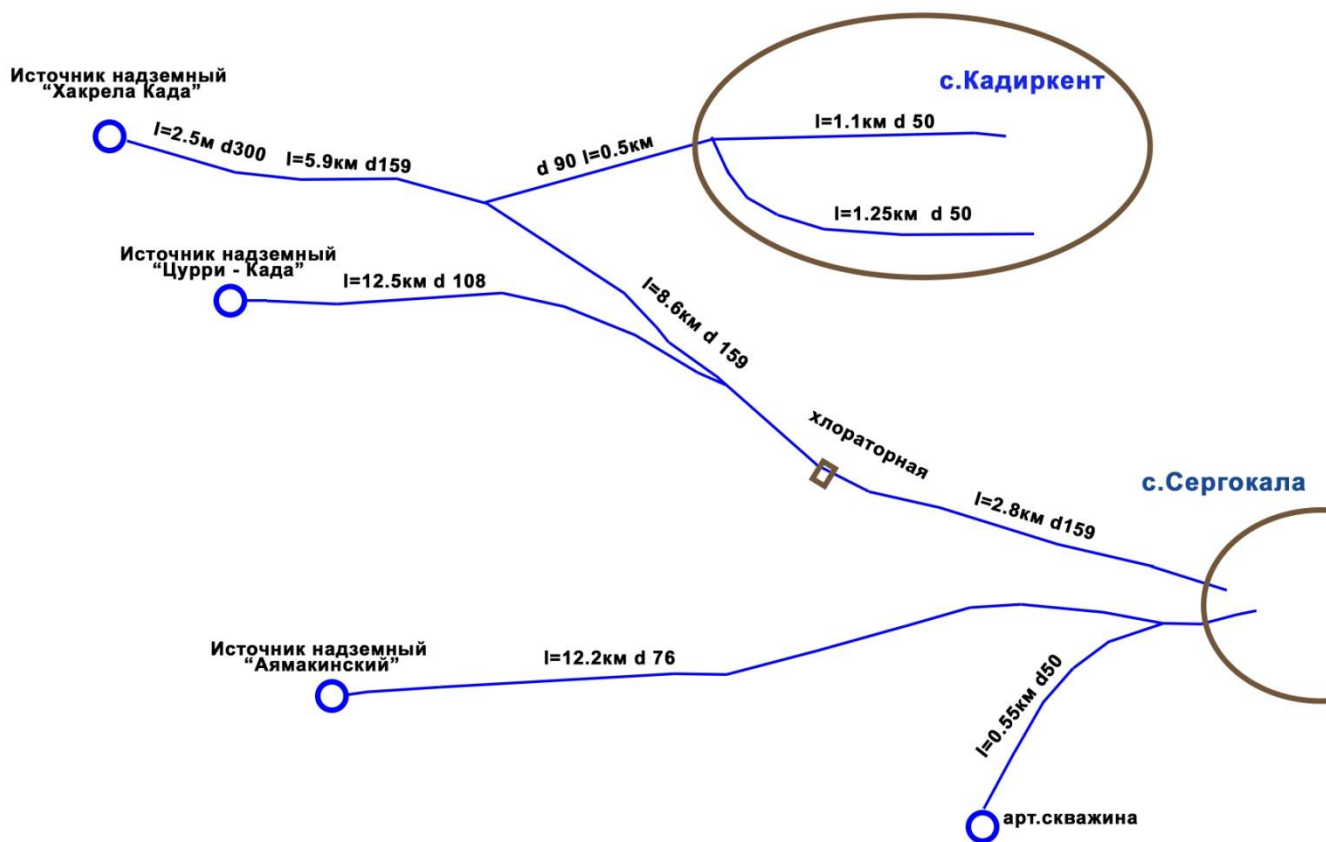 Источник надземный
“Хакрела Када”
l=2.5м d300
l=5.9км d159
d 90 l=0.5км
с.Кадиркент
l=1.1км d 50
l=1.25км d 50
Источник надземный
“Цурри - Када”
l=12.5км d 108
l=8.6км d 159
хлораторная
l=2.8км d159
с.Сергокала
Источник надземный
“Аямакинский”
l=12.2км d 76
l=0.55км d50
арт.скважина